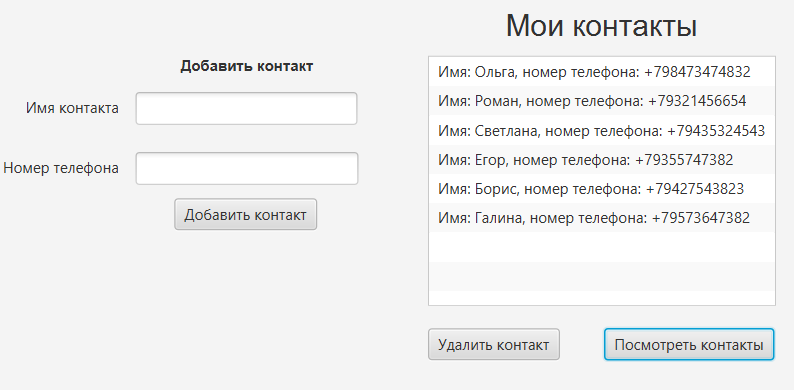 Мои контакты
Добавить контакт
Имя контакта
Номер телефона
Добавить контакт
Имя: Ольга, номер телефона: +798473474832
Имя: Роман, номер телефона: +79321456654
Имя: Светлана, номер телефона: +79435324543
Имя: Егор, номер телефона: +79355747382
Имя: Борис, номер телефона: +79427543823
Имя: Галина, номер телефона: +79573647382
Удалить контакт
Посмотреть контакты